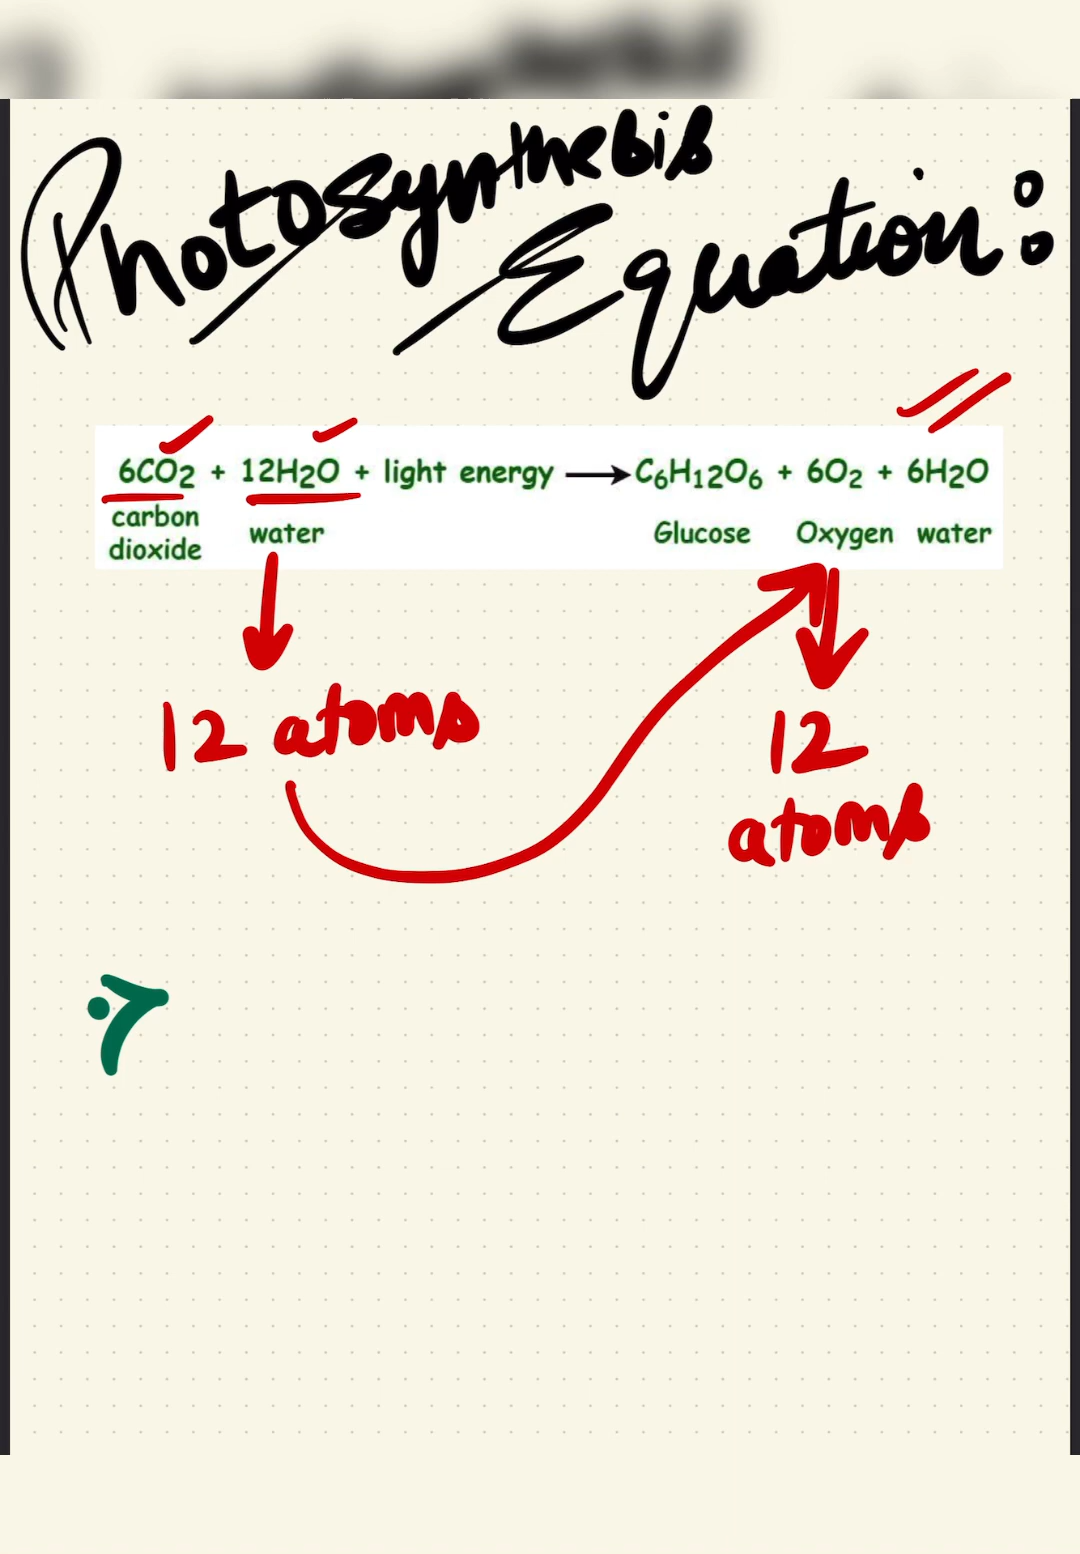 Photosynthesis
Equation:
6CO2 + 12H2O + light energy ⟶ C6H12O6 + 6O2 + 6H2O
carbon dioxide water Glucose Oxygen water
12 atoms
12
atoms